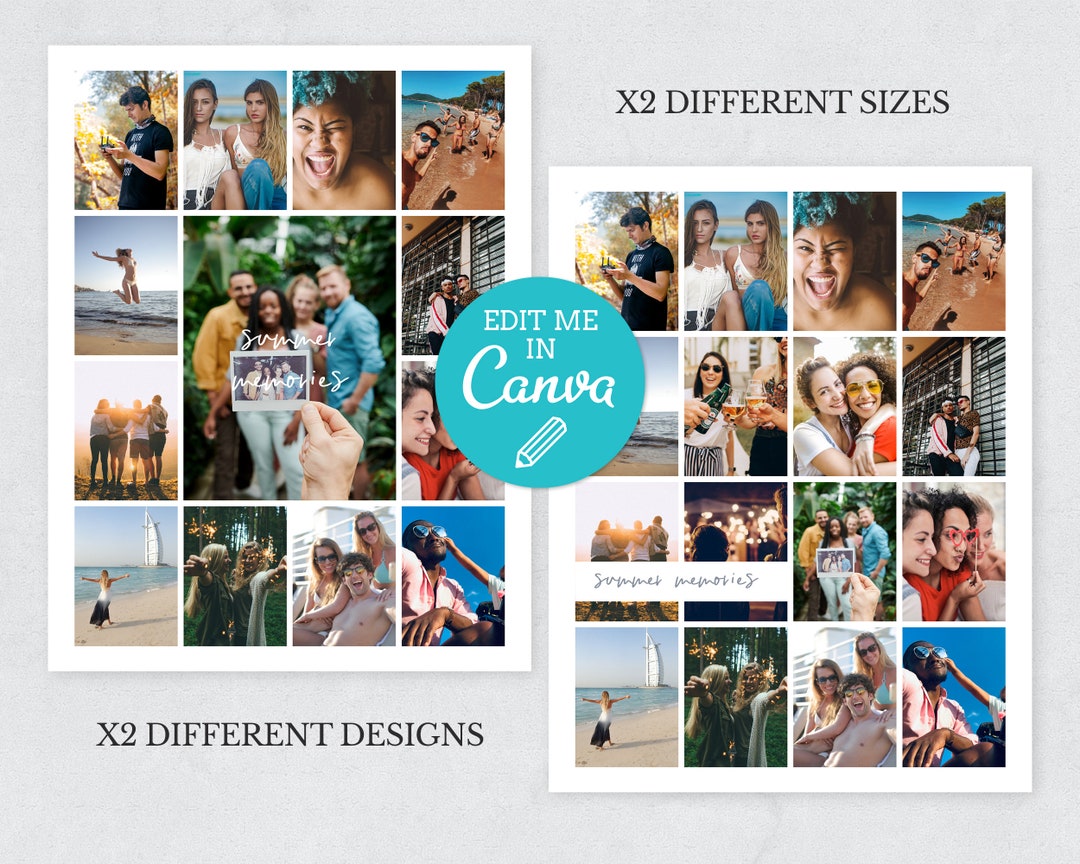 X2 DIFFERENT SIZES
EDIT ME
IN
Canva
summer
memories
summer memories
X2 DIFFERENT DESIGNS